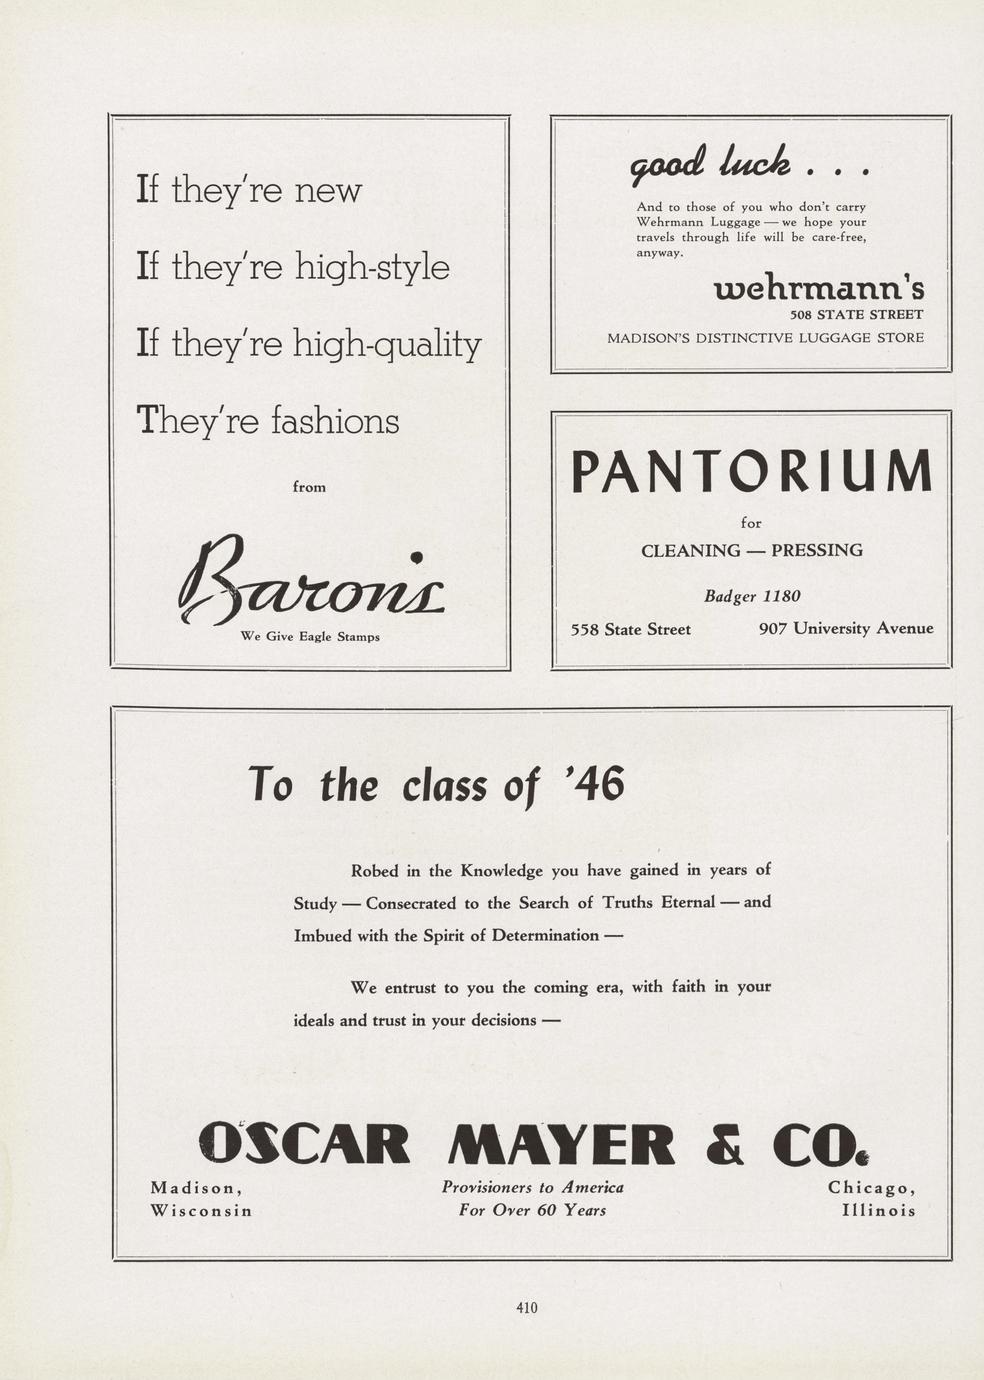 If they're new
If they're high-style
If they're high-quality
They're fashions
from
Baron's
We Give Eagle Stamps
good luck . . .
And to those of you who don't carry
Wehrmann Luggage — we hope your
travels through life will be care-free,
anyway.
wehrmann's
508 STATE STREET
MADISON'S DISTINCTIVE LUGGAGE STORE
PANTORIUM
for
CLEANING — PRESSING
Badger 1180
558 State Street 907 University Avenue
To the class of '46
Robed in the Knowledge you have gained in years of
Study — Consecrated to the Search of Truths Eternal — and
Imbued with the Spirit of Determination —
We entrust to you the coming era, with faith in your
ideals and trust in your decisions —
OSCAR MAYER & CO.
Madison, Provisioners to America Chicago,
Wisconsin For Over 60 Years Illinois
410